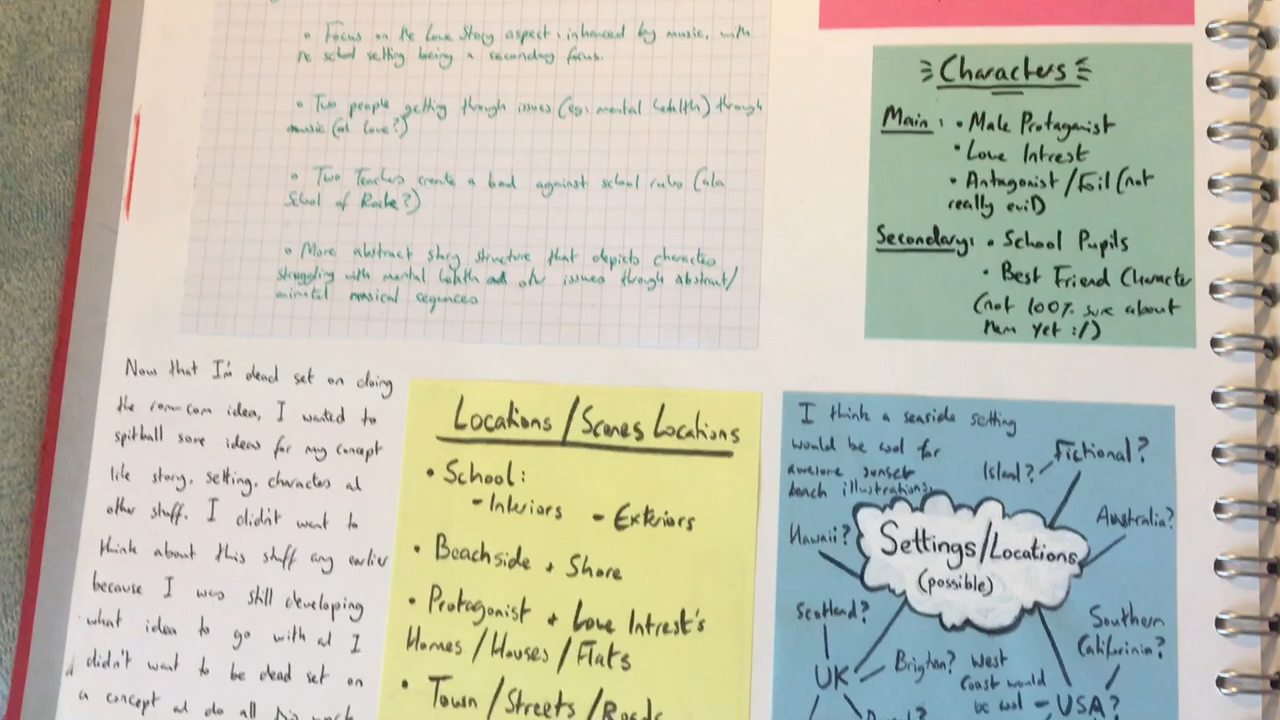 • Focus on the Love Story aspect, inhanced by music, with
the school setting being a secondary focus.
• Two people getting through issues (eg: mental health) through
music (and love?)
• Two Teachers create a band against school rules (ala
School of Rock?)
• More abstract story structure that depicts characters
struggling with mental health and other issues through abstract/
musical sequences
Characters
Main: • Male Protaganist
• Love Intrest
• Antagonist/Foil (not
really evil)
Secondary: • School Pupils
• Best Friend Character
(not 100% sure about
them yet :/)
Now that I'm dead set on doing
the rom-com idea, I wanted to
spitball some ideas for my concept
like story, setting, characters and
other stuff. I didn't want to
think about this stuff any earlier
because I was still developing
what idea to go with and I
didn't want to be dead set on
a concept and do all this work
Locations/Scenes Locations
• School:
- Interiors - Exteriors
• Beachside + Shore
• Protagonist + Love Intrest's
Homes/Houses/Flats
• Town/Streets/Roads
I think a seaside setting
would be cool for
awesome sunset
beach illustrations
Island?
Fictional?
Hawaii?
Australia?
Settings/Locations
(possible)
Scotland?
Southern
Califirinia?
UK
Brighton?
West
Coast would
be cool - USA?